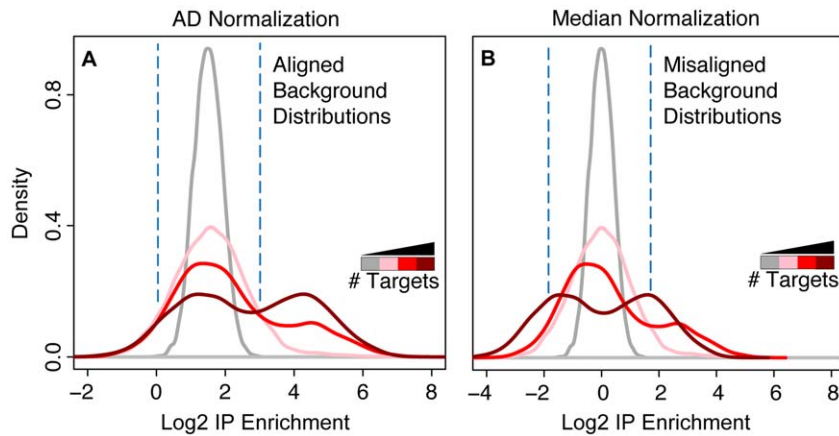 AD Normalization
A
Aligned
Background
Distributions
# Targets
Density
0.0
0.4
0.8
−2 0 2 4 6 8
Log2 IP Enrichment
Median Normalization
B
Misaligned
Background
Distributions
# Targets
−4 −2 0 2 4 6 8
Log2 IP Enrichment